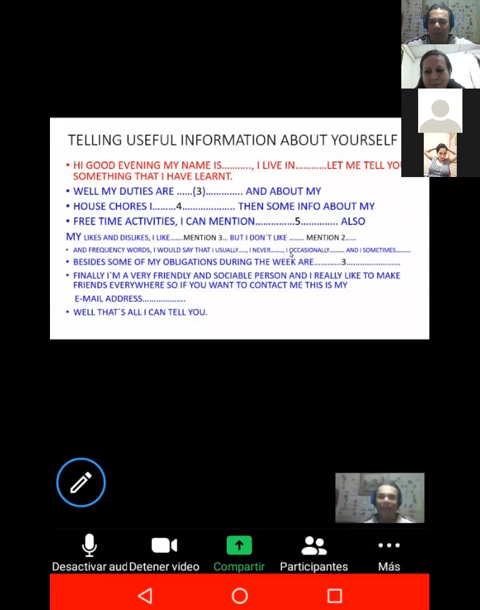 TELLING USEFUL INFORMATION ABOUT YOURSELF
• HI GOOD EVENING MY NAME IS..........., I LIVE IN...........LET ME TELL YOU
SOMETHING THAT I HAVE LEARNT.
• WELL MY DUTIES ARE ......(3)............. AND ABOUT MY
• HOUSE CHORES I........4.................. THEN SOME INFO ABOUT MY
• FREE TIME ACTIVITIES, I CAN MENTION..............5............. ALSO
MY LIKES AND DISLIKES, I LIKE......MENTION 3... BUT I DON´T LIKE ........ MENTION 2.....
• AND FREQUENCY WORDS, I WOULD SAY THAT I USUALLY....., I NEVER......., I OCCASIONALLY......... AND I SOMETIMES.........
• BESIDES SOME OF MY OBLIGATIONS DURING THE WEEK ARE............3........................
• FINALLY I´M A VERY FRIENDLY AND SOCIABLE PERSON AND I REALLY LIKE TO MAKE
FRIENDS EVERYWHERE SO IF YOU WANT TO CONTACT ME THIS IS MY
E-MAIL ADDRESS..................
• WELL THAT´S ALL I CAN TELL YOU.
Desactivar aud Detener video Compartir Participantes Más